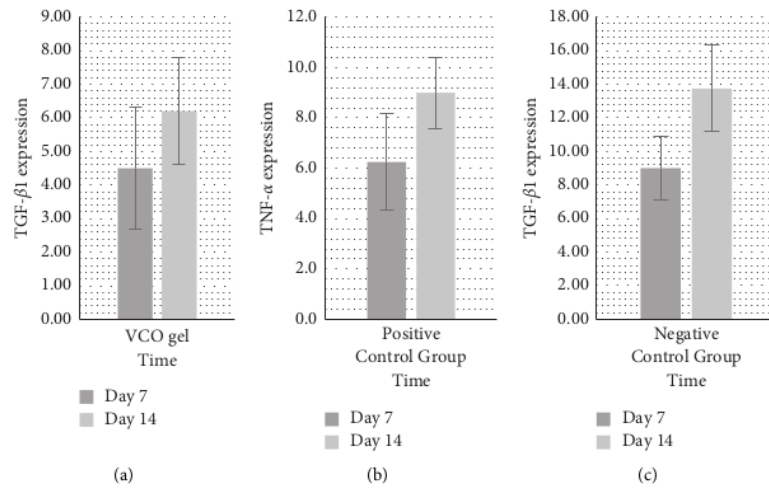 9.00
8.00
7.00
6.00
5.00
4.00
3.00
2.00
1.00
0.00
TGF-β1 expression
VCO gel
Time
Day 7
Day 14
(a)
12.0
10.0
8.0
6.0
4.0
2.0
0.0
TNF-α expression
Positive
Control Group
Time
Day 7
Day 14
(b)
18.00
16.00
14.00
12.00
10.00
8.00
6.00
4.00
2.00
0.00
TGF-β1 expression
Negative
Control Group
Time
Day 7
Day 14
(c)